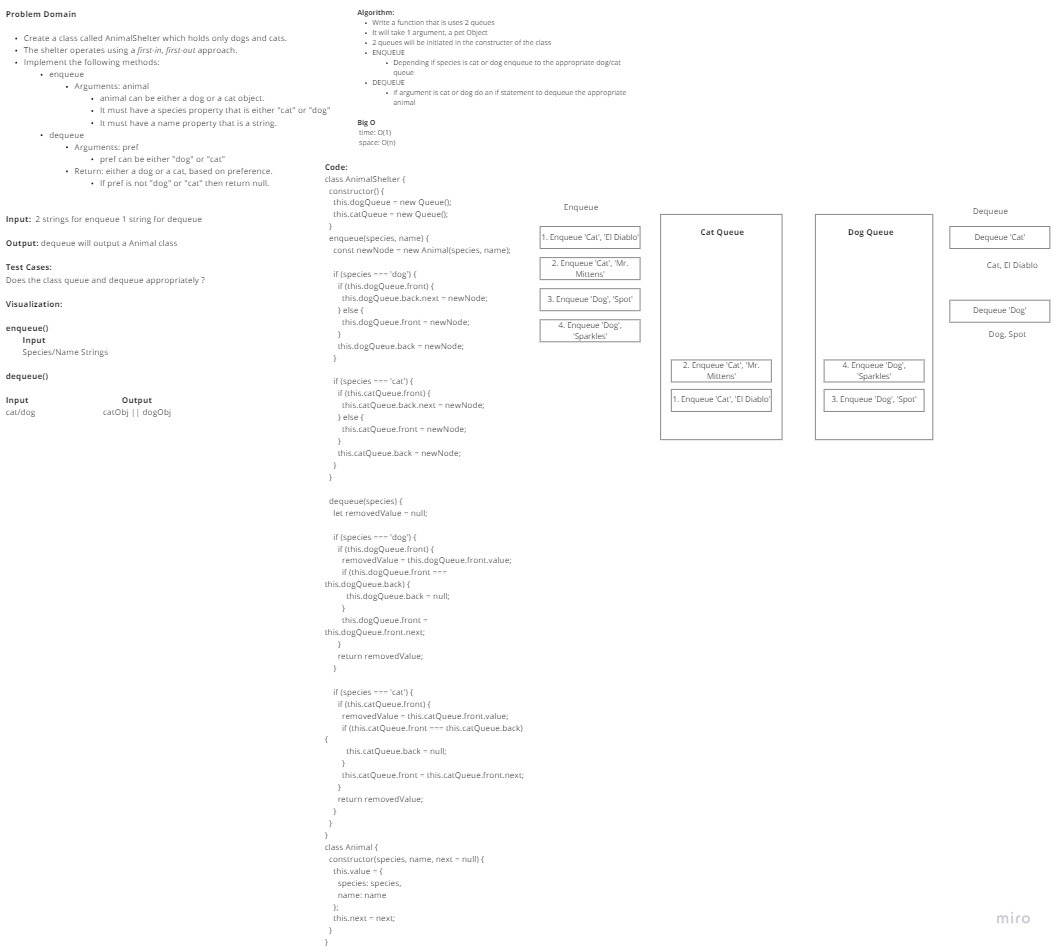 Problem Domain
Create a class called AnimalShelter which holds only dogs and cats.
The shelter operates using a first-in, first-out approach.
Implement the following methods:
enqueue
Arguments: animal
animal can be either a dog or a cat object.
It must have a species property that is either "cat" or "dog"
It must have a name property that is a string.
dequeue
Arguments: pref
pref can be either "dog" or "cat"
Return: either a dog or a cat, based on preference.
If pref is not "dog" or "cat" then return null.
Input: 2 strings for enqueue 1 string for dequeue
Output: dequeue will output a Animal class
Test Cases:
Does the class queue and dequeue appropriately ?
Visualization:
enqueue()
Input
Species/Name Strings
dequeue()
Input Output
cat/dog catObj || dogObj
Algorithm:
Write a function that is uses 2 queues
It will take 1 argument, a pet Object
2 queues will be initiated in the constructer of the class
ENQUEUE
Depending if species is cat or dog enqueue to the appropriate dog/cat
queue
DEQUEUE
if argument is cat or dog do an if statement to dequeue the appropriate
animal
Big O
time: O(1)
space: O(n)
Code:
class AnimalShelter {
constructor() {
this.dogQueue = new Queue();
this.catQueue = new Queue();
}
enqueue(species, name) {
const newNode = new Animal(species, name);
if (species === 'dog') {
if (this.dogQueue.front) {
this.dogQueue.back.next = newNode;
} else {
this.dogQueue.front = newNode;
}
this.dogQueue.back = newNode;
}
if (species === 'cat') {
if (this.catQueue.front) {
this.catQueue.back.next = newNode;
} else {
this.catQueue.front = newNode;
}
this.catQueue.back = newNode;
}
}
dequeue(species) {
let removedValue = null;
if (species === 'dog') {
if (this.dogQueue.front) {
removedValue = this.dogQueue.front.value;
if (this.dogQueue.front ===
this.dogQueue.back) {
this.dogQueue.back = null;
}
this.dogQueue.front =
this.dogQueue.front.next;
}
return removedValue;
}
if (species === 'cat') {
if (this.catQueue.front) {
removedValue = this.catQueue.front.value;
if (this.catQueue.front === this.catQueue.back)
{
this.catQueue.back = null;
}
this.catQueue.front = this.catQueue.front.next;
}
return removedValue;
}
}
}
class Animal {
constructor(species, name, next = null) {
this.value = {
species: species,
name: name
};
this.next = next;
}
}
Enqueue
1. Enqueue 'Cat', 'El Diablo'
2. Enqueue 'Cat', 'Mr.
Mittens'
3. Enqueue 'Dog', 'Spot'
4. Enqueue 'Dog',
'Sparkles'
Cat Queue
2. Enqueue 'Cat', 'Mr.
Mittens'
1. Enqueue 'Cat', 'El Diablo'
Dog Queue
4. Enqueue 'Dog',
'Sparkles'
3. Enqueue 'Dog', 'Spot'
Dequeue
Dequeue 'Cat'
Cat, El Diablo
Dequeue 'Dog'
Dog, Spot
miro